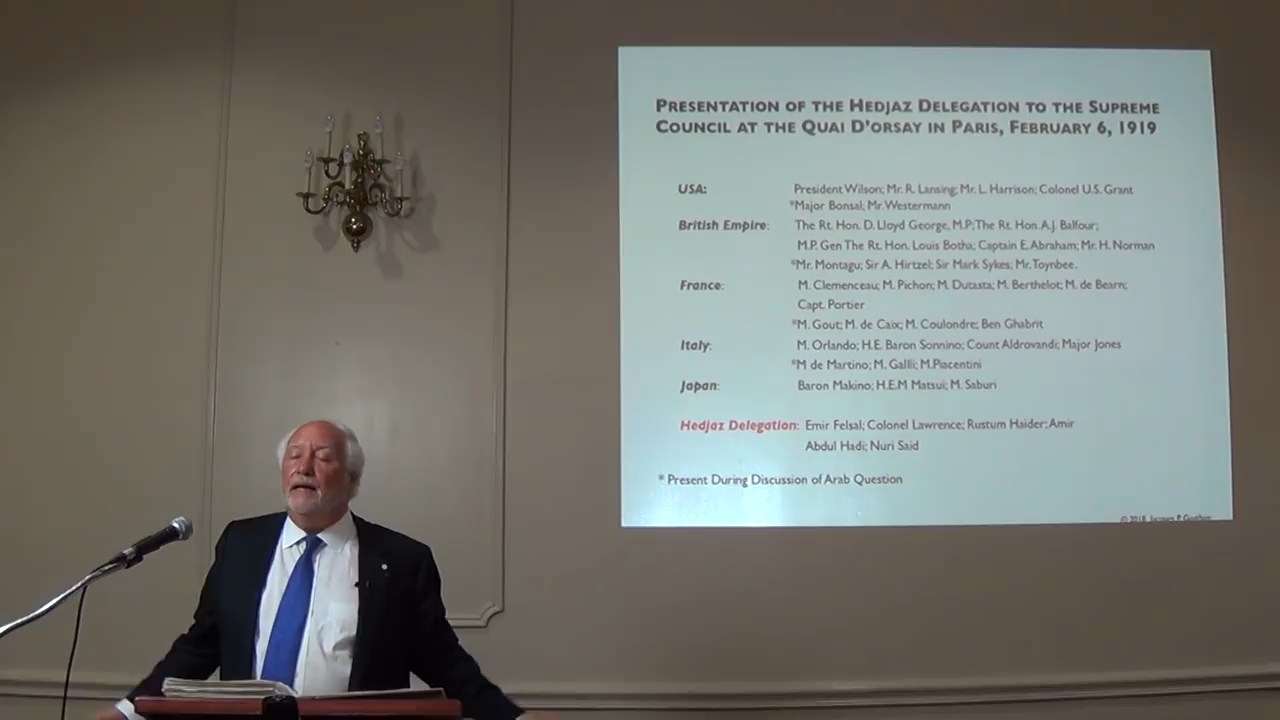 PRESENTATION OF THE HEDJAZ DELEGATION TO THE SUPREME
COUNCIL AT THE QUAI D'ORSAY IN PARIS, FEBRUARY 6, 1919
USA: President Wilson; Mr. R. Lansing; Mr. L. Harrison; Colonel U.S. Grant
*Major Bonsal; Mr. Westermann
British Empire: The Rt. Hon. D. Lloyd George, M.P; The Rt. Hon. A.J. Balfour;
M.P. Gen The Rt. Hon. Louis Botha; Captain E. Abraham; Mr. H. Norman
*Mr. Montagu; Sir A. Hirtzel; Sir Mark Sykes; Mr. Toynbee.
France: M. Clemenceau; M. Pichon; M. Dutasta; M. Berthelot; M. de Bearn;
Capt. Portier
*M. Gout; M. de Caix; M. Coulondre; Ben Ghabrit
Italy: M. Orlando; H.E. Baron Sonnino; Count Aldrovandi; Major Jones
*M de Martino; M. Galli; M. Piacentini
Japan: Baron Makino; H.E.M Matsui; M. Saburi
Hedjaz Delegation: Emir Feisal; Colonel Lawrence; Rustum Haider; Amir
Abdul Hadi; Nuri Said
* Present During Discussion of Arab Question
© 2018 Jacques P. Gauthier